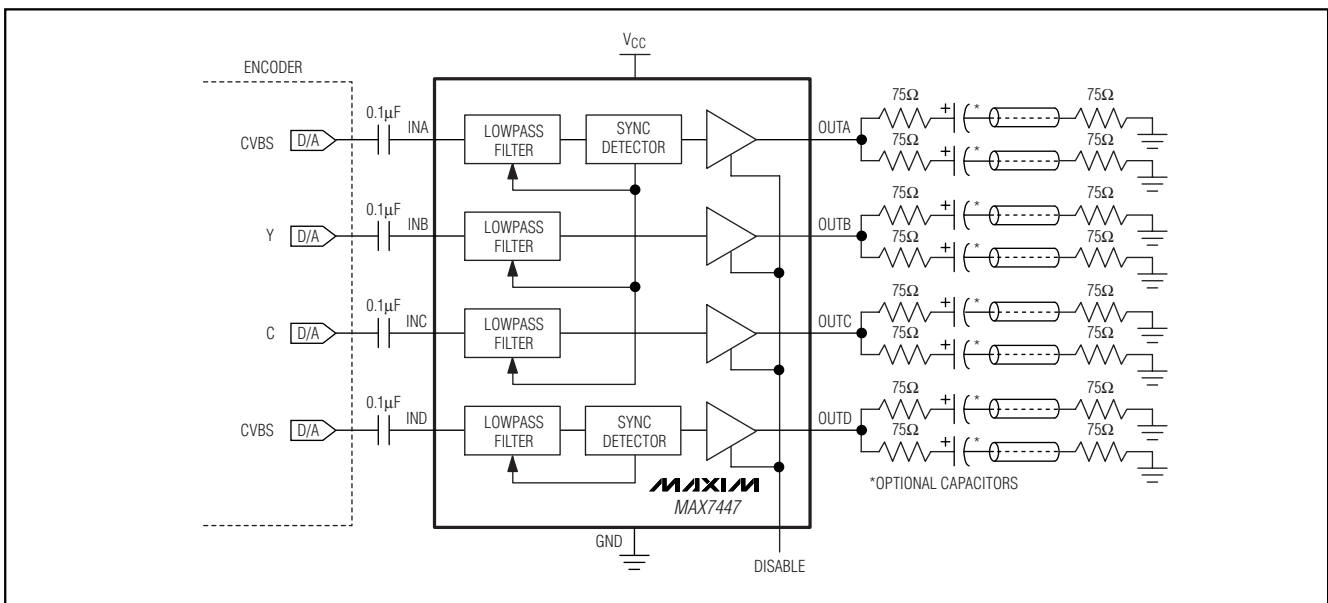 VCC
ENCODER
CVBS D/A 0.1µF INA LOWPASS FILTER SYNC DETECTOR OUTA 75Ω + * 75Ω
75Ω + * 75Ω
Y D/A 0.1µF INB LOWPASS FILTER OUTB 75Ω + * 75Ω
75Ω + * 75Ω
C D/A 0.1µF INC LOWPASS FILTER OUTC 75Ω + * 75Ω
75Ω + * 75Ω
CVBS D/A 0.1µF IND LOWPASS FILTER SYNC DETECTOR OUTD 75Ω + * 75Ω
75Ω + * 75Ω
*OPTIONAL CAPACITORS
MAXIM
MAX7447
GND
DISABLE